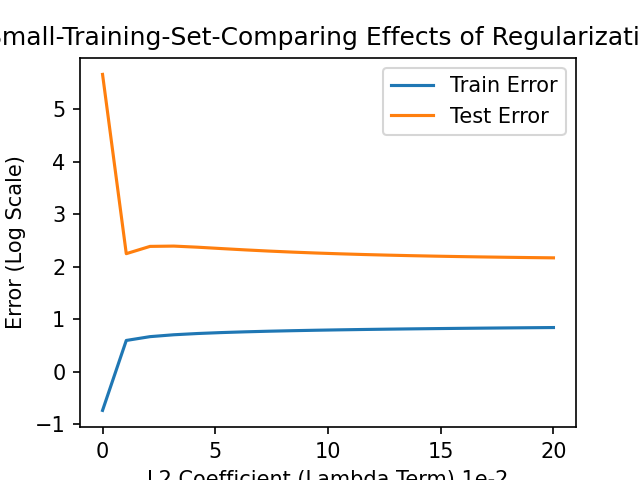 Small-Training-Set-Comparing Effects of Regularizati
Train Error
Test Error
Error (Log Scale)
5
4
3
2
1
0
−1
0
5
10
15
20
L2 Coefficient (Lambda Term) 1e-2